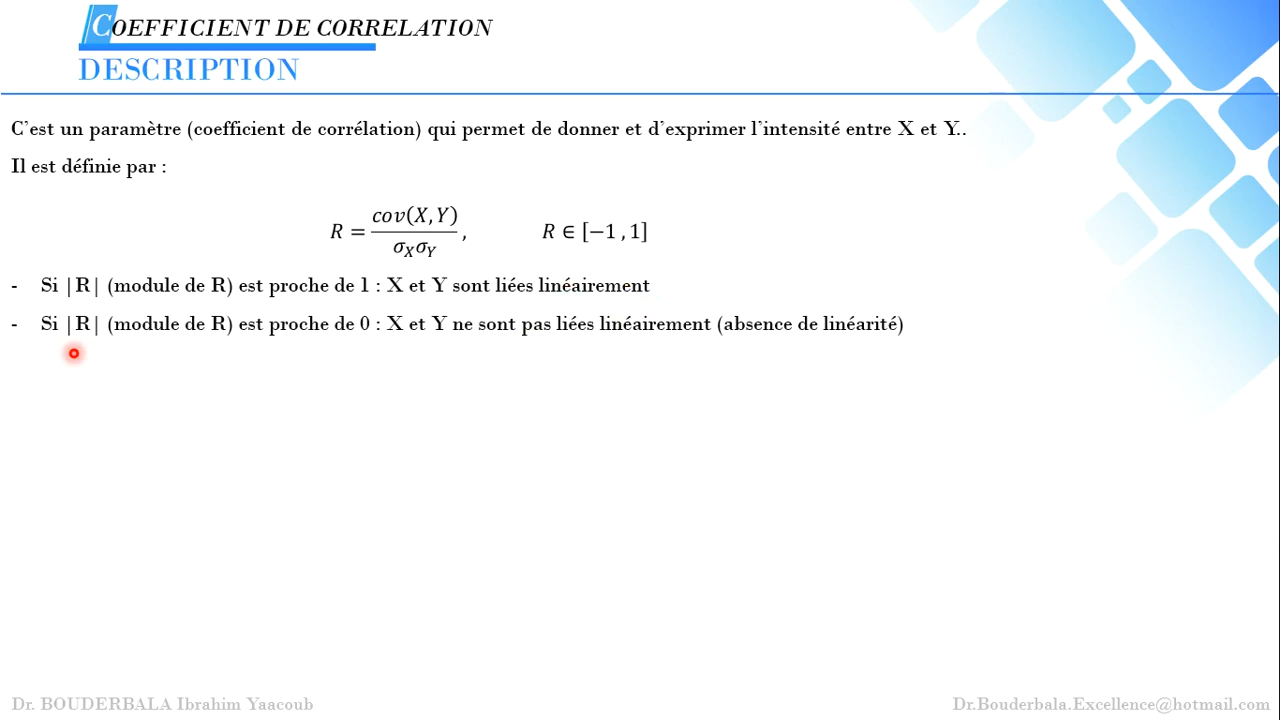 COEFFICIENT DE CORRELATION
DESCRIPTION
C'est un paramètre (coefficient de corrélation) qui permet de donner et d'exprimer l'intensité entre X et Y..
Il est définie par :
R = cov(X,Y) / σ_X σ_Y , R ∈ [−1 , 1]
- Si |R| (module de R) est proche de 1 : X et Y sont liées linéairement
- Si |R| (module de R) est proche de 0 : X et Y ne sont pas liées linéairement (absence de linéarité)
Dr. BOUDERBALA Ibrahim Yaacoub Dr.Bouderbala.Excellence@hotmail.com